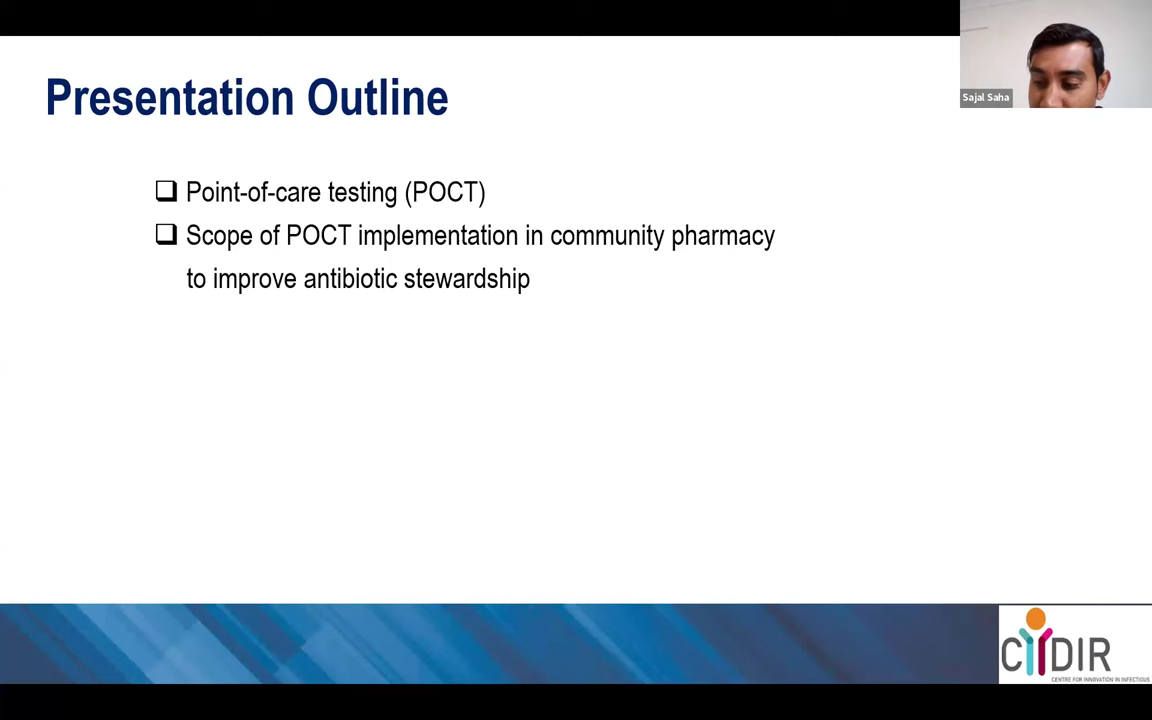 Presentation Outline
Sajal Saha
Point-of-care testing (POCT)
Scope of POCT implementation in community pharmacy
to improve antibiotic stewardship
CIIDIR
CENTRE FOR INNOVATION IN INFECTIOUS